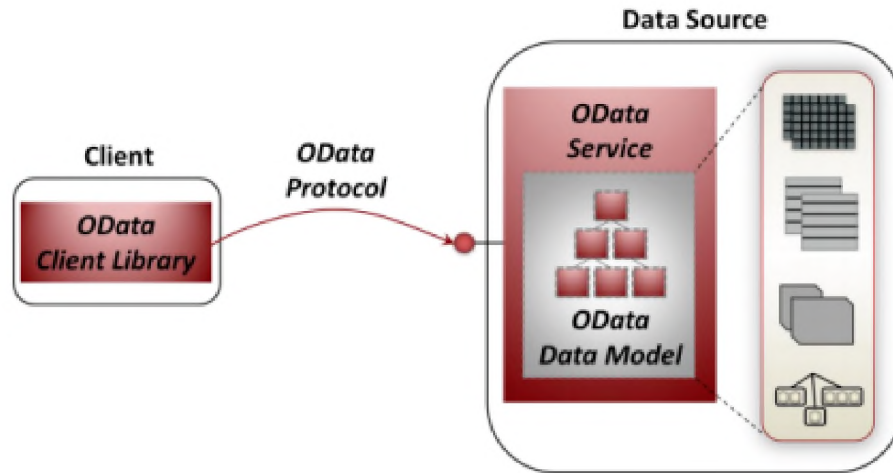 Data Source
Client
OData
Client Library
OData
Protocol
OData
Service
OData
Data Model